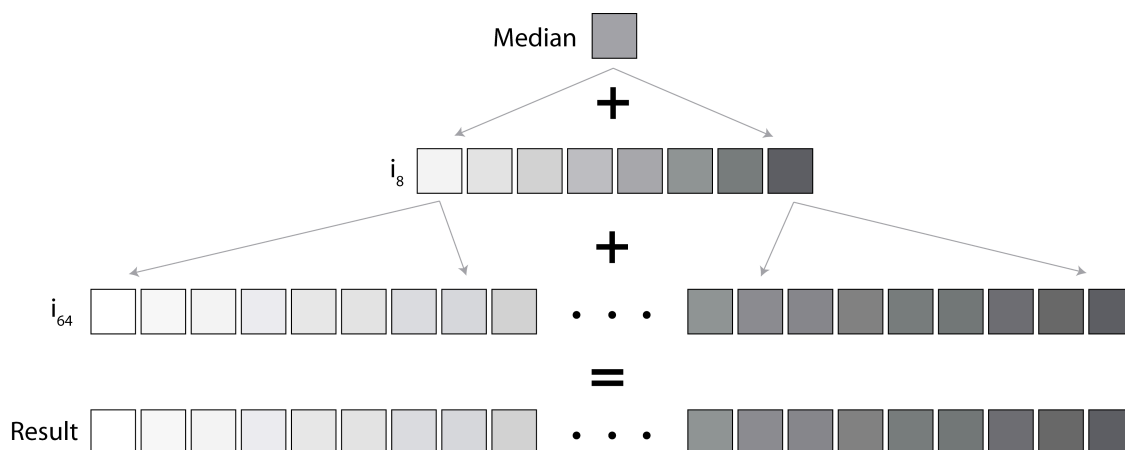 Median
+
i8
+
i64
. . .
=
Result
. . .